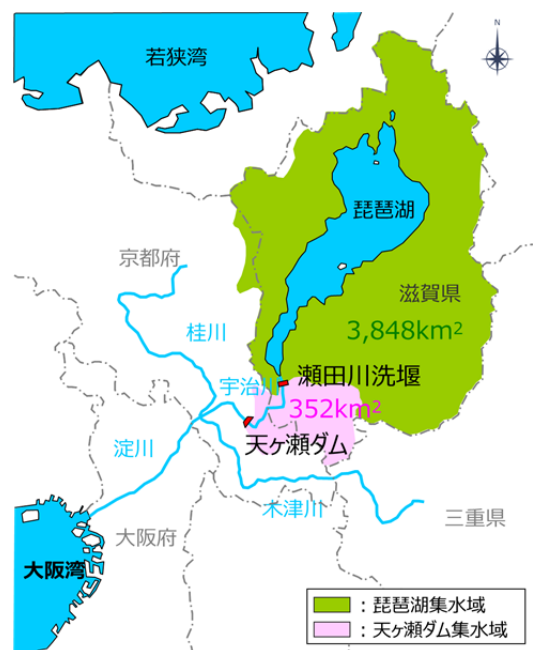 N
若狭湾
琵琶湖
京都府
滋賀県
3,848km²
桂川
瀬田川洗堰
宇治川
352km²
天ヶ瀬ダム
淀川
木津川
三重県
大阪府
大阪湾
：琵琶湖集水域
：天ヶ瀬ダム集水域